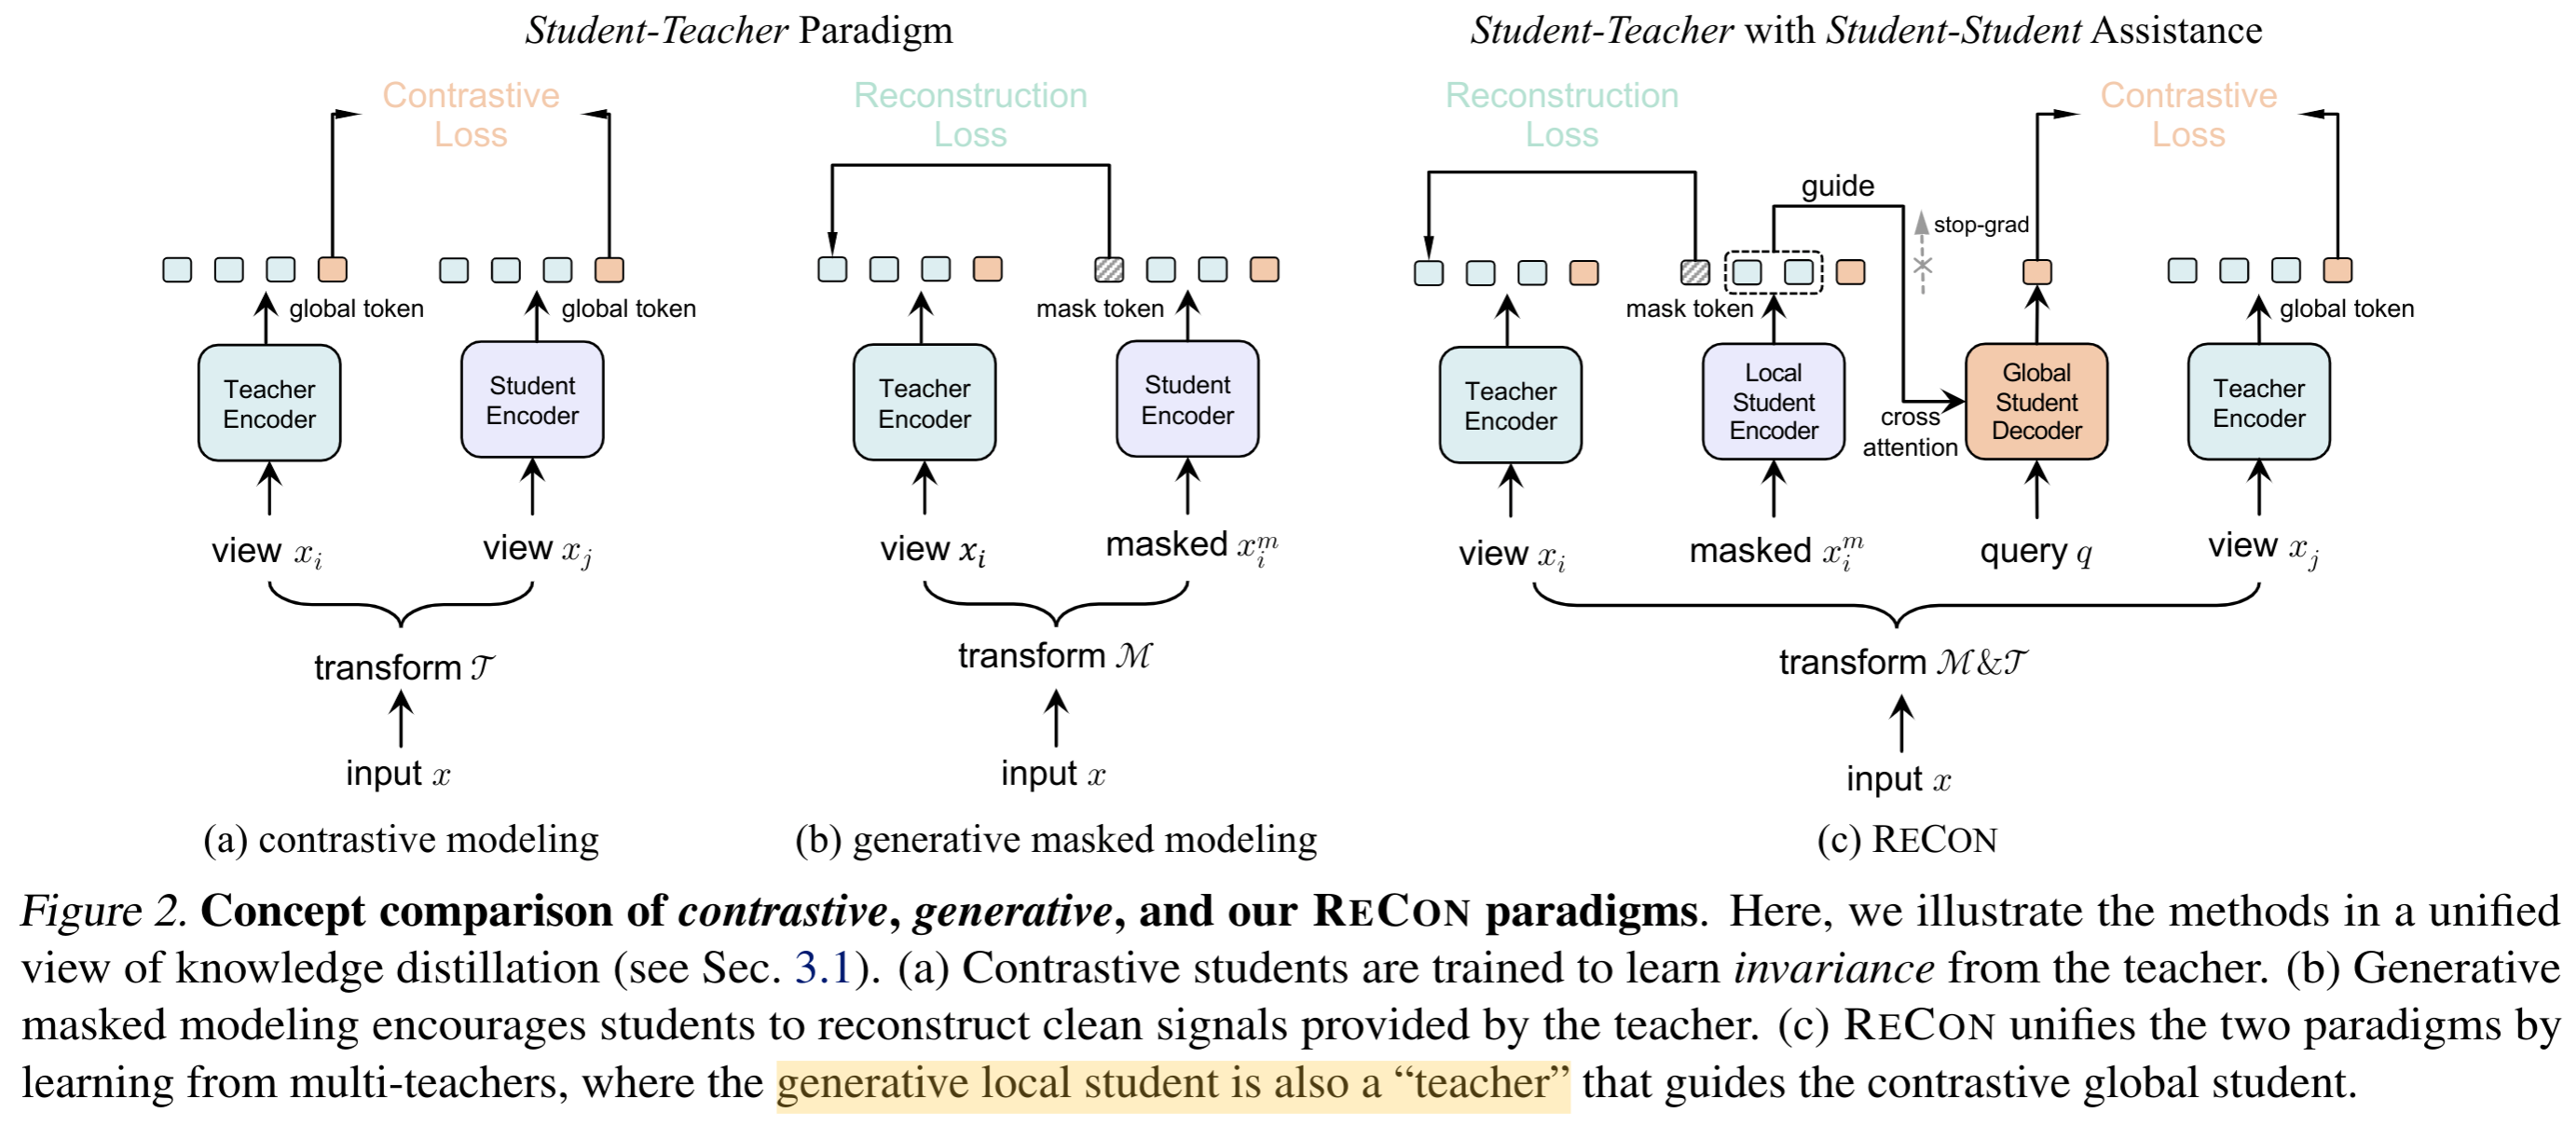 Student-Teacher Paradigm
Contrastive
Loss
global token
global token
Teacher
Encoder
Student
Encoder
view x_i
view x_j
transform 𝒯
input x
(a) contrastive modeling
Reconstruction
Loss
mask token
Teacher
Encoder
Student
Encoder
view x_i
masked x_i^m
transform ℳ
input x
(b) generative masked modeling
Student-Teacher with Student-Student Assistance
Reconstruction
Loss
Contrastive
Loss
guide
stop-grad
mask token
global token
Teacher
Encoder
Local
Student
Encoder
cross
attention
Global
Student
Decoder
Teacher
Encoder
view x_i
masked x_i^m
query q
view x_j
transform ℳ&𝒯
input x
(c) RECON
Figure 2. Concept comparison of contrastive, generative, and our RECON paradigms. Here, we illustrate the methods in a unified
view of knowledge distillation (see Sec. 3.1). (a) Contrastive students are trained to learn invariance from the teacher. (b) Generative
masked modeling encourages students to reconstruct clean signals provided by the teacher. (c) RECON unifies the two paradigms by
learning from multi-teachers, where the generative local student is also a “teacher” that guides the contrastive global student.